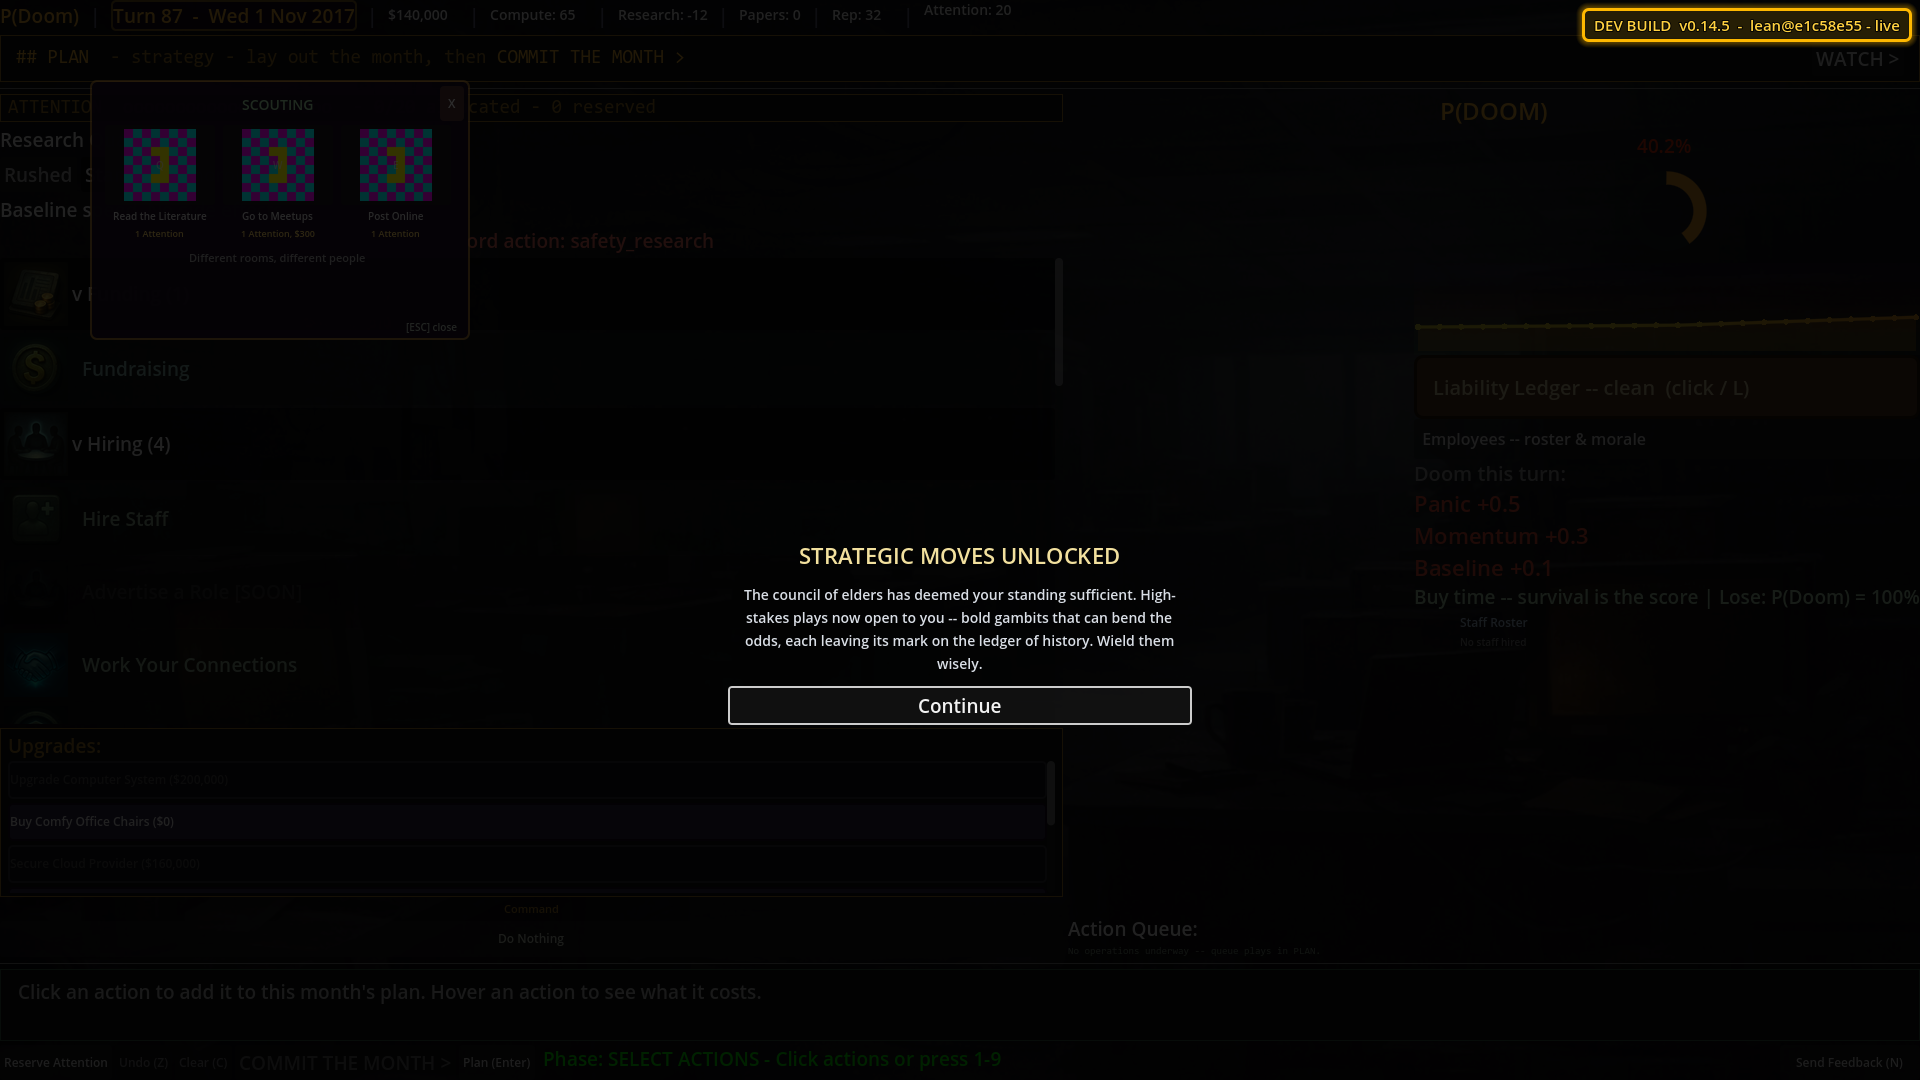 P(Doom) | Turn 87 - Wed 1 Nov 2017 | $140,000 | Compute: 65 | Research: -12 | Papers: 0 | Rep: 32 | Attention: 20
DEV BUILD v0.14.5 - lean@e1c58e55 - live
## PLAN - strategy - lay out the month, then COMMIT THE MONTH >
WATCH >
ATTENTIO
cated - 0 reserved
Research
Rushed S
Baseline s
ord action: safety_research
SCOUTING
X
Read the Literature
1 Attention
Go to Meetups
1 Attention, $300
Post Online
1 Attention
Different rooms, different people
[ESC] close
v F
Fundraising
v Hiring (4)
Hire Staff
Advertise a Role [SOON]
Work Your Connections
P(DOOM)
40.2%
Liability Ledger -- clean (click / L)
Employees -- roster & morale
Doom this turn:
Panic +0.5
Momentum +0.3
Baseline +0.1
Buy time -- survival is the score | Lose: P(Doom) = 100%
Staff Roster
No staff hired
STRATEGIC MOVES UNLOCKED
The council of elders has deemed your standing sufficient. High-
stakes plays now open to you -- bold gambits that can bend the
odds, each leaving its mark on the ledger of history. Wield them
wisely.
Continue
Upgrades:
Upgrade Computer System ($200,000)
Buy Comfy Office Chairs ($0)
Secure Cloud Provider ($150,000)
Command
Do Nothing
Action Queue:
No operations underway -- queue plays in PLAN.
Click an action to add it to this month's plan. Hover an action to see what it costs.
Reserve Attention Undo (Z) Clear (C) COMMIT THE MONTH > Plan (Enter) Phase: SELECT ACTIONS - Click actions or press 1-9
Send Feedback (N)